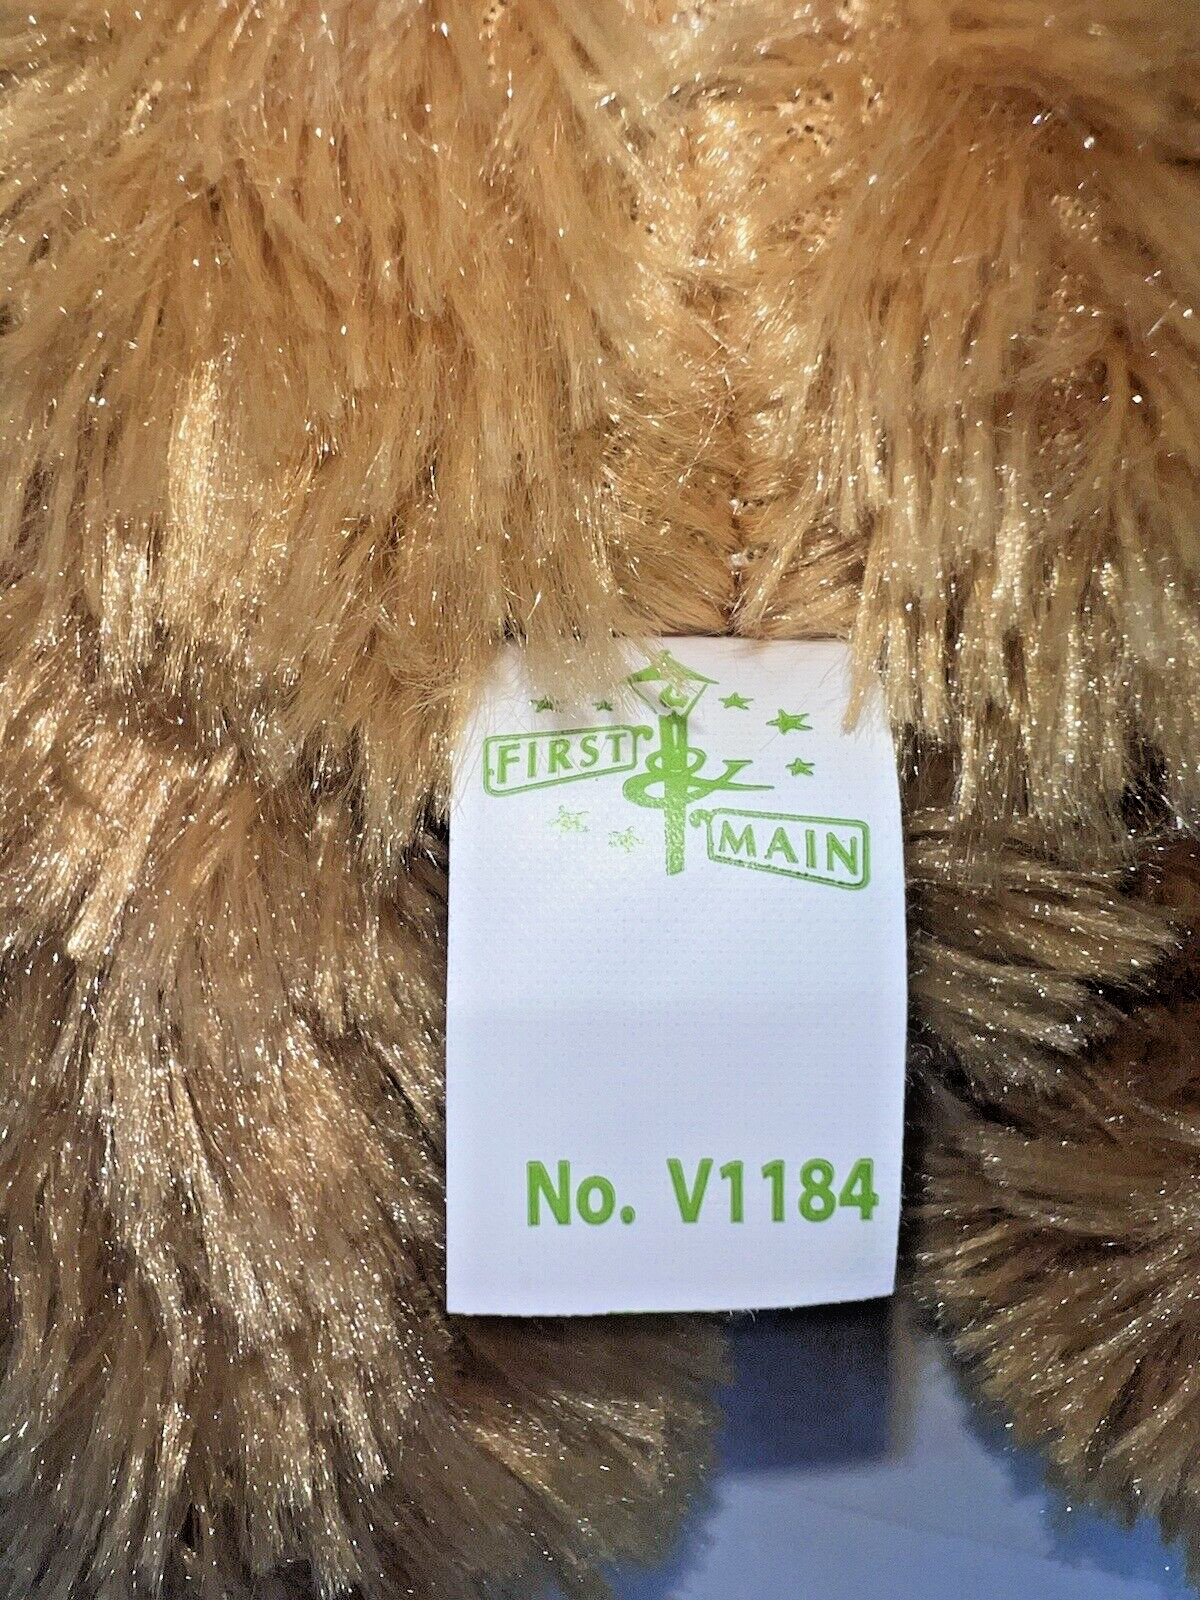 FIRST
&
MAIN
No. V1184